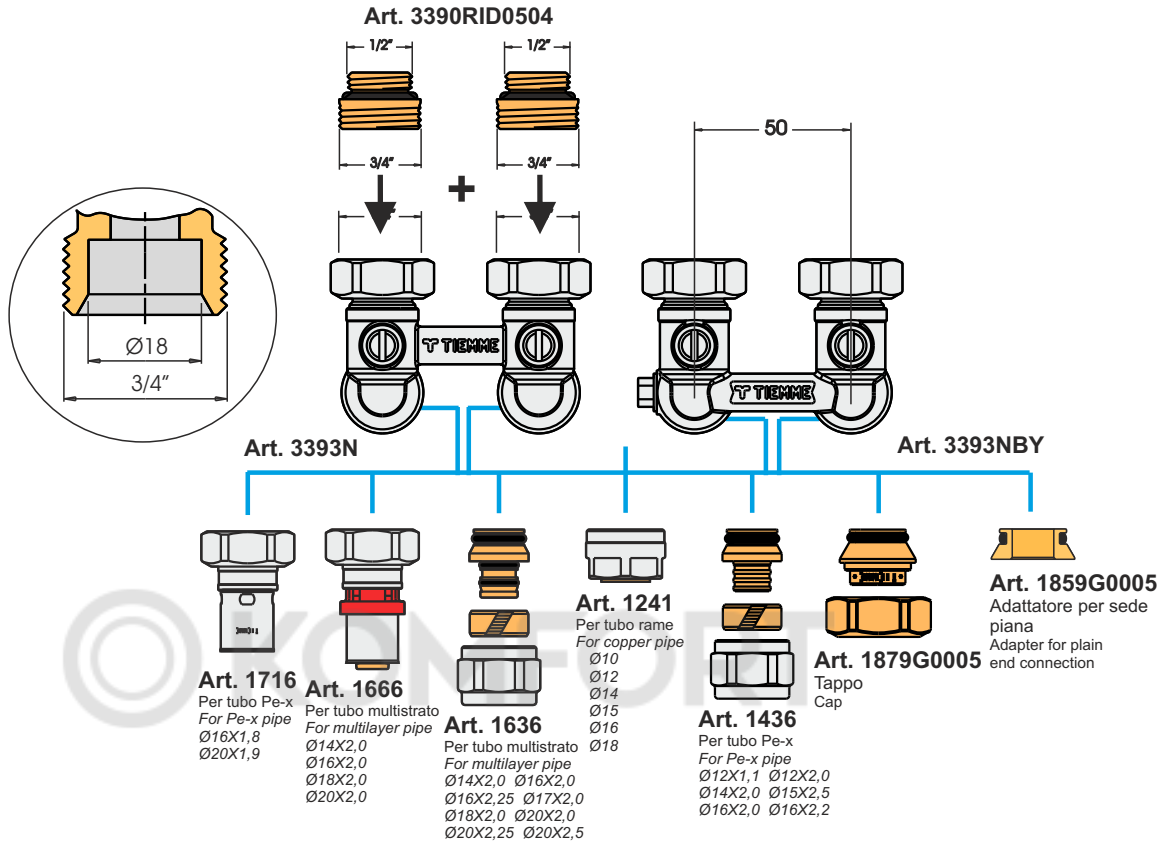 Art. 3390RID0504
1/2"
1/2"
3/4"
3/4"
50
Ø18
3/4"
TIEMME
TIEMME
Art. 3393N
Art. 3393NBY
KOMFORT
Art. 1716
Per tubo Pe-x
For Pe-x pipe
Ø16X1,8
Ø20X1,9
Art. 1666
Per tubo multistrato
For multilayer pipe
Ø14X2,0
Ø16X2,0
Ø18X2,0
Ø20X2,0
Art. 1636
Per tubo multistrato
For multilayer pipe
Ø14X2,0 Ø16X2,0
Ø16X2,25 Ø17X2,0
Ø18X2,0 Ø20X2,0
Ø20X2,25 Ø20X2,5
Art. 1241
Per tubo rame
For copper pipe
Ø10
Ø12
Ø14
Ø15
Ø16
Ø18
Art. 1436
Per tubo Pe-x
For Pe-x pipe
Ø12X1,1 Ø12X2,0
Ø14X2,0 Ø15X2,5
Ø16X2,0 Ø16X2,2
Art. 1879G0005
Tappo
Cap
Art. 1859G0005
Adattatore per sede
piana
Adapter for plain
end connection